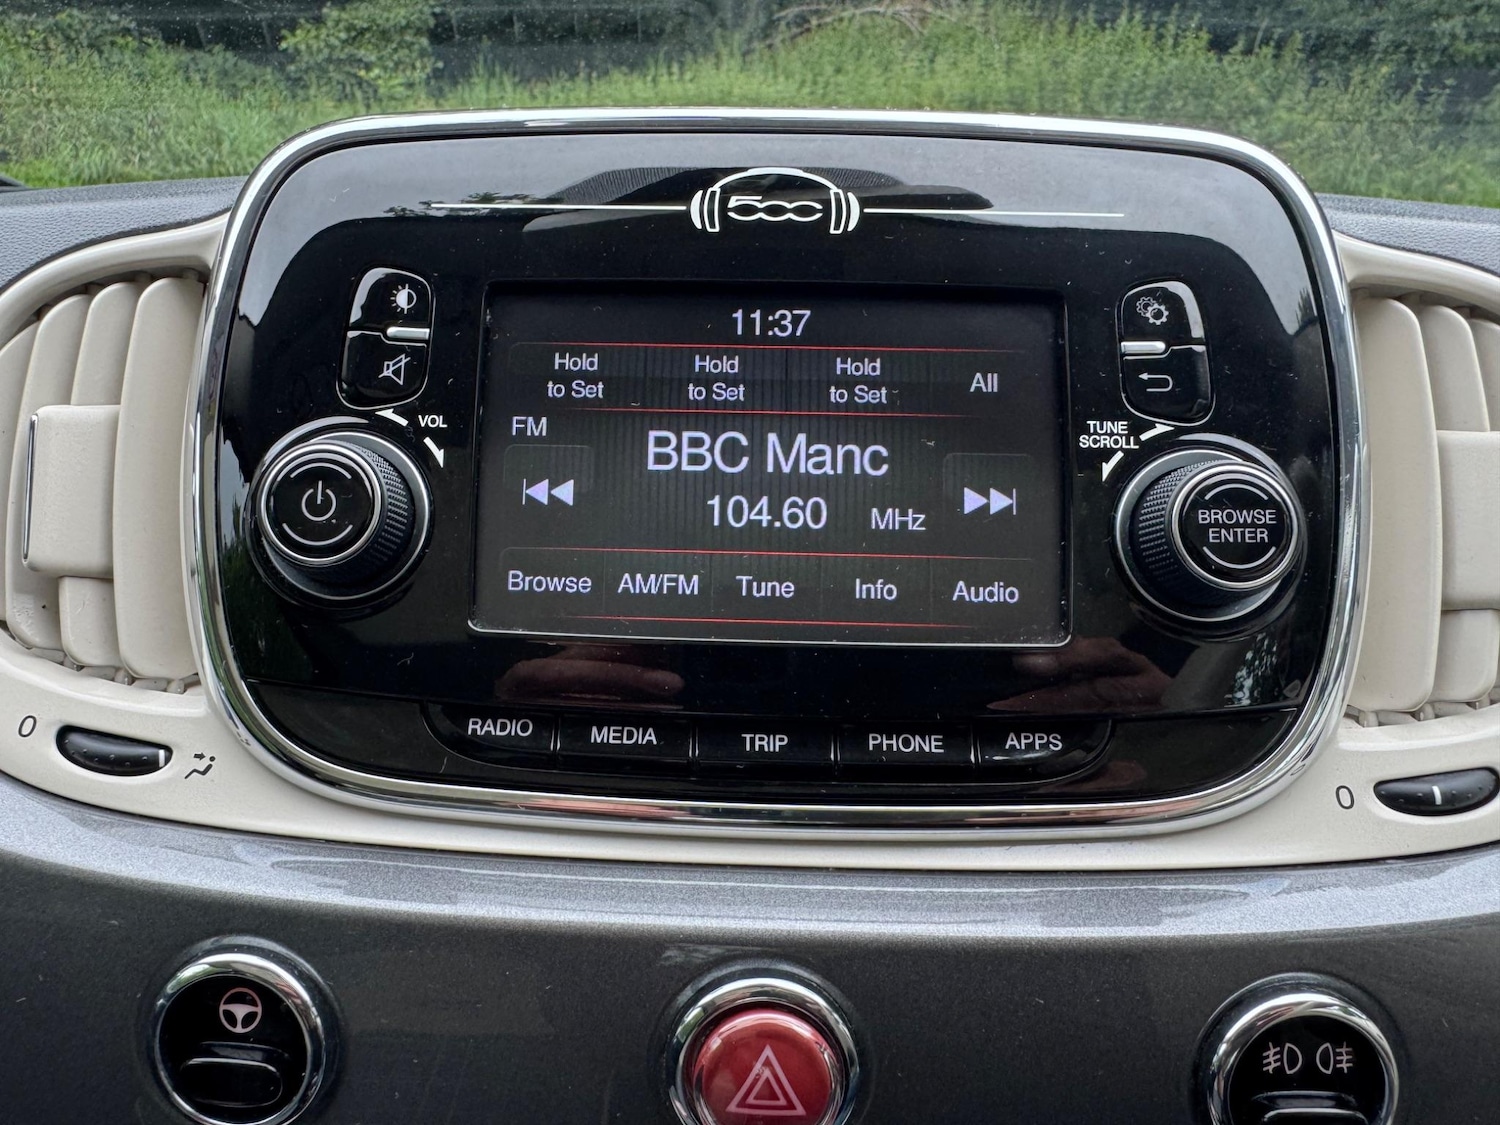 500
11:37
Hold to Set
Hold to Set
Hold to Set
All
VOL
FM
BBC Manc
104.60 MHz
TUNE
SCROLL
BROWSE
ENTER
Browse AM/FM Tune Info Audio
RADIO MEDIA TRIP PHONE APPS
0
0